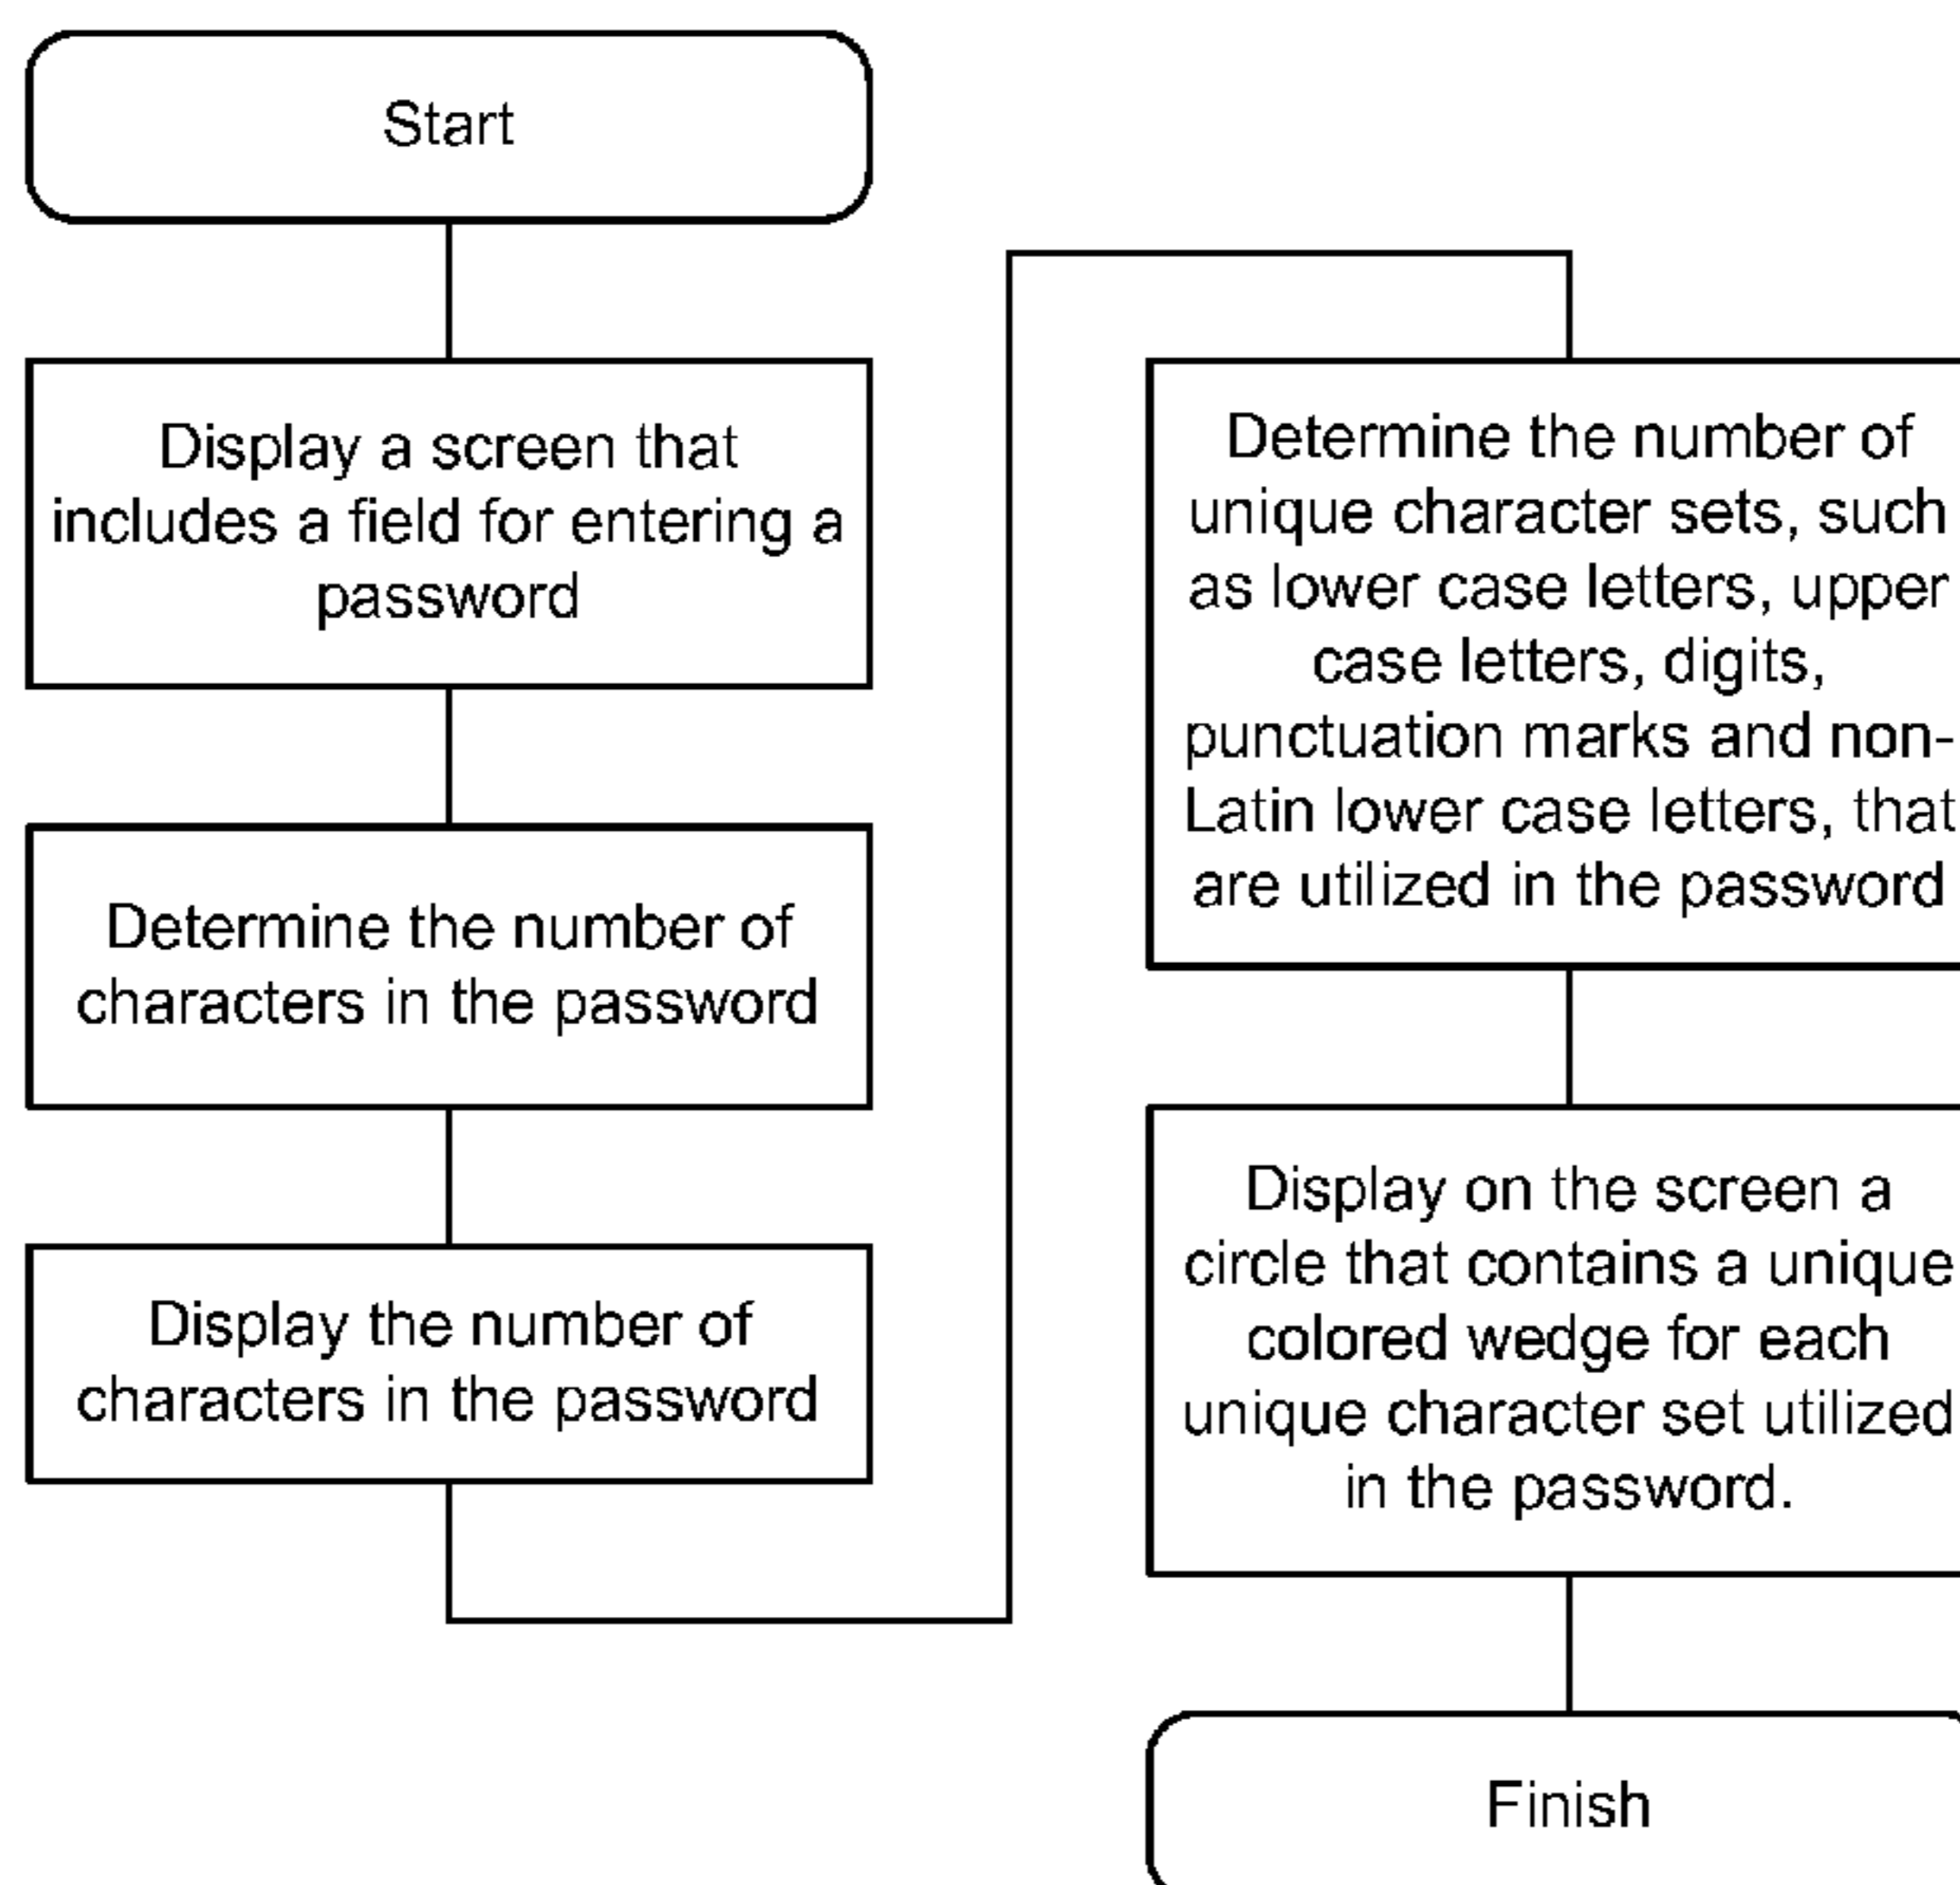 Start
Display a screen that
includes a field for entering a
password
Determine the number of
characters in the password
Display the number of
characters in the password
Determine the number of
unique character sets, such
as lower case letters, upper
case letters, digits,
punctuation marks and non-
Latin lower case letters, that
are utilized in the password
Display on the screen a
circle that contains a unique
colored wedge for each
unique character set utilized
in the password.
Finish